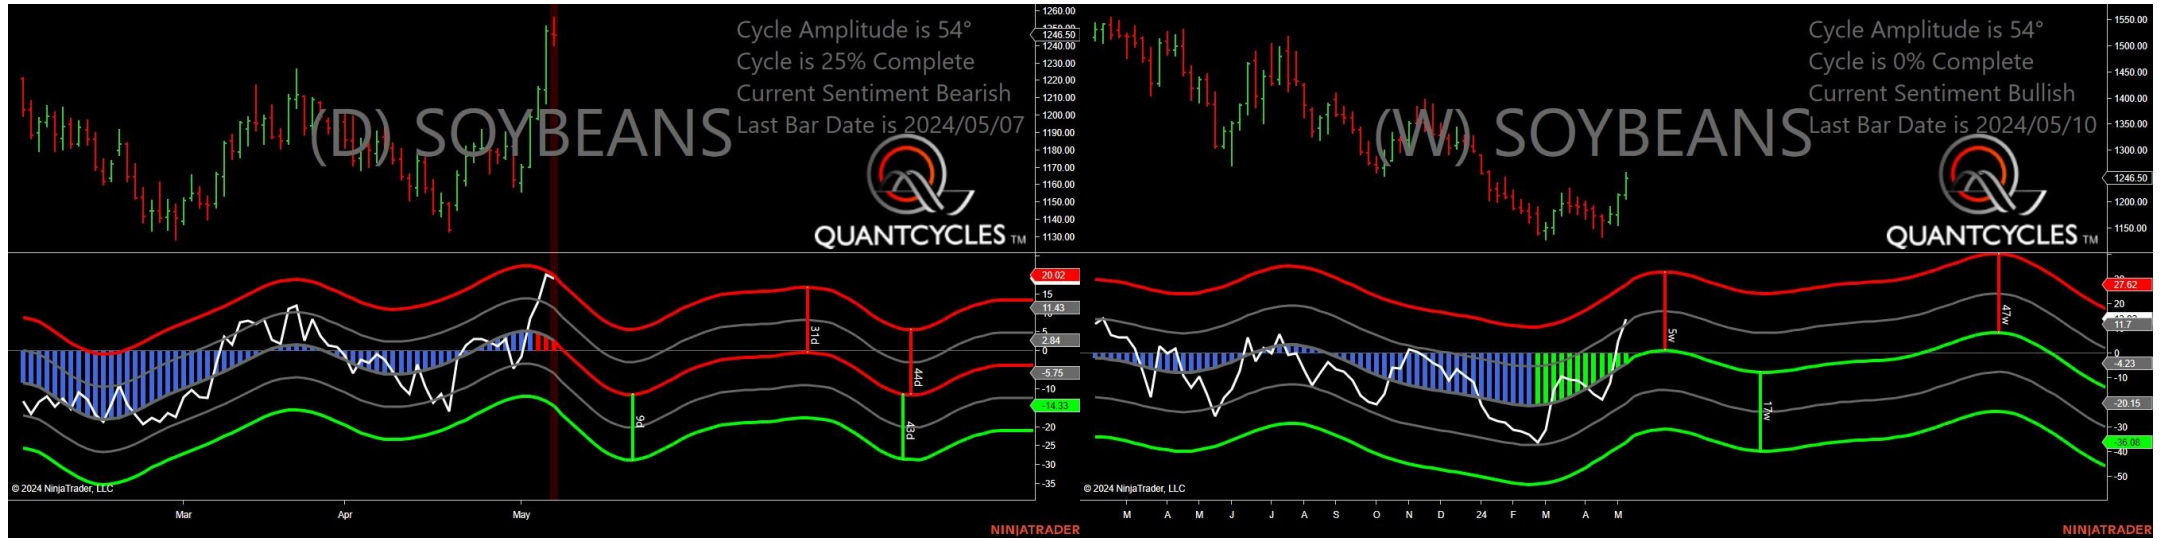 Cycle Amplitude is 54°
Cycle is 25% Complete
Current Sentiment Bearish
Last Bar Date is 2024/05/07
(D) SOYBEANS
QUANTCYCLES TM
1260.00
1246.50
1240.00
1230.00
1220.00
1210.00
1200.00
1190.00
1180.00
1170.00
1160.00
1150.00
1140.00
1130.00
20.02
15
11.43
5
2.84
0
-5.75
-10
-14.33
-20
-25
-30
-35
31d
44d
9d
43d
© 2024 NinjaTrader, LLC
Mar Apr May
NINJATRADER
Cycle Amplitude is 54°
Cycle is 0% Complete
Current Sentiment Bullish
Last Bar Date is 2024/05/10
(W) SOYBEANS
QUANTCYCLES TM
1550.00
1500.00
1450.00
1400.00
1350.00
1300.00
1246.50
1200.00
1150.00
27.62
20
11.7
0
-4.23
-10
-20.15
-30
-36.08
-40
-50
5w
47w
17w
© 2024 NinjaTrader, LLC
M A M J J A S O N D 24 F M A M
NINJATRADER